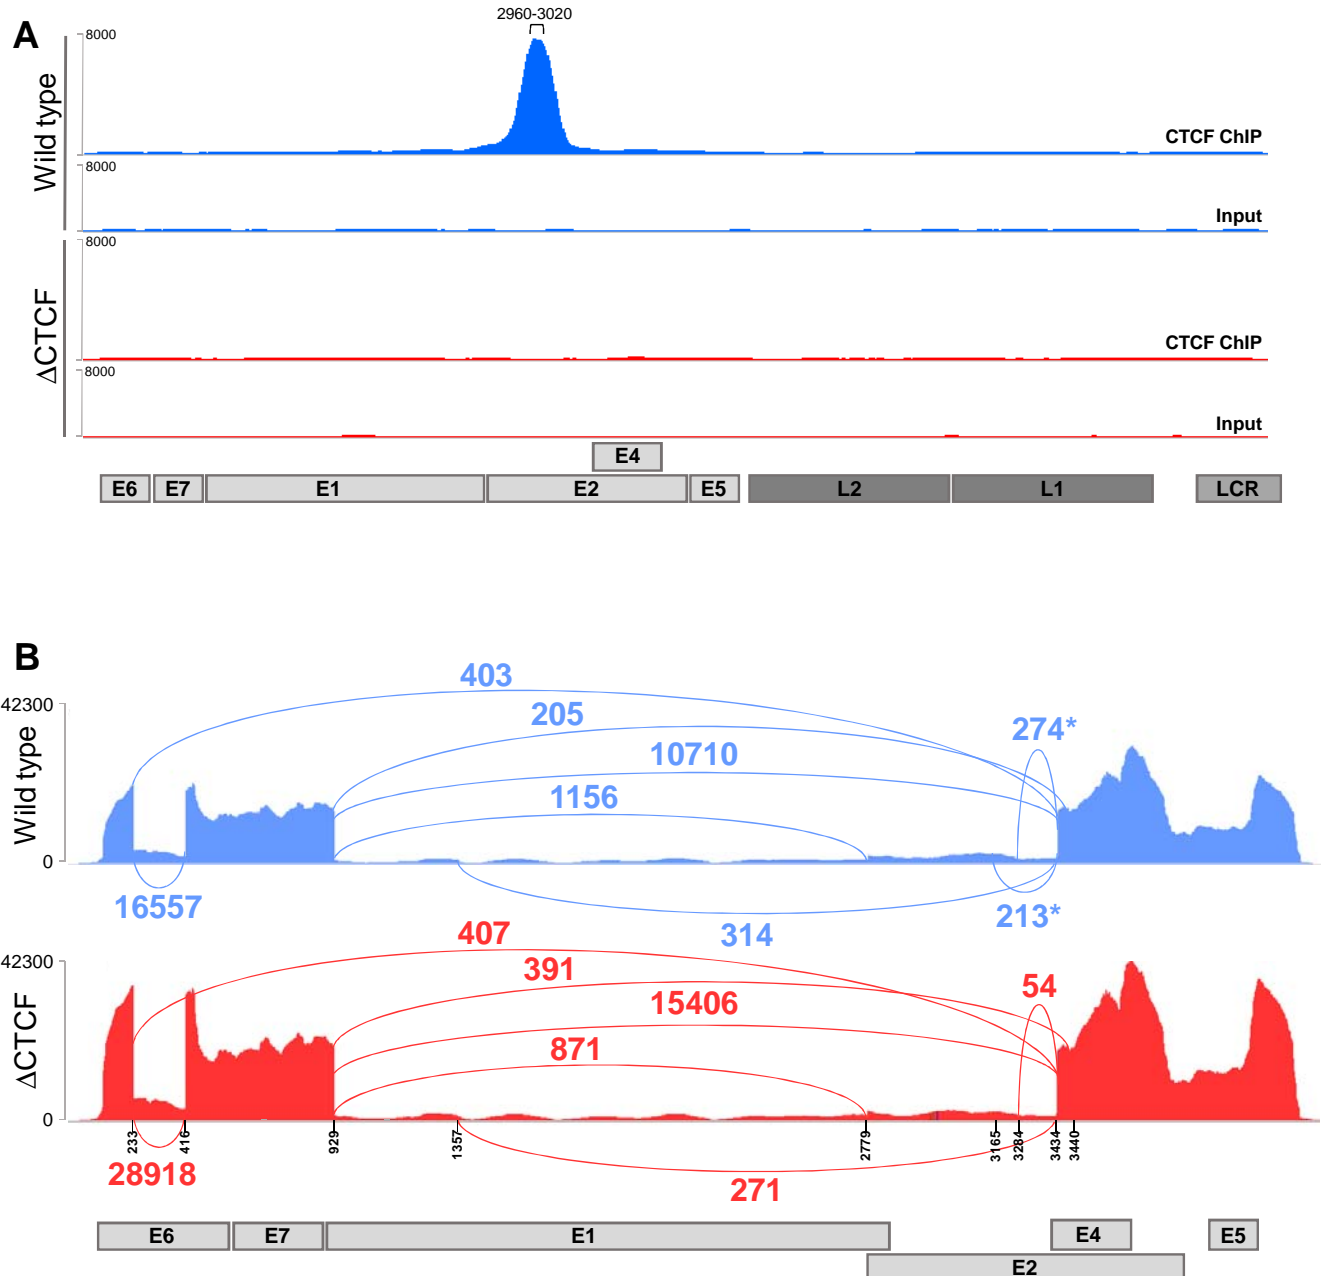 A
2960-3020
Wild type
8000
CTCF ChIP
8000
Input
ΔCTCF
8000
CTCF ChIP
8000
Input
E4
E6 E7 E1 E2 E5 L2 L1 LCR
B
Wild type
42300
0
403
205
274*
10710
1156
16557
213*
314
ΔCTCF
42300
0
407
391
54
15406
871
233 416 929 1357 2779 3165 3284 3434 3440
28918
271
E6 E7 E1 E4 E5
E2